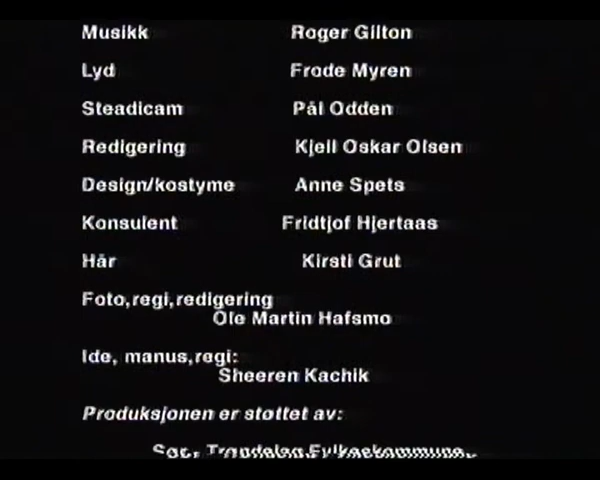 Musikk Roger Gilton
Lyd Frode Myren
Steadicam Pål Odden
Redigering Kjell Oskar Olsen
Design/kostyme Anne Spets
Konsulent Fridtjof Hjertaas
Hår Kirsti Grut
Foto,regi,redigering
Ole Martin Hafsmo
Ide, manus,regi:
Sheeren Kachik
Produksjonen er støttet av: